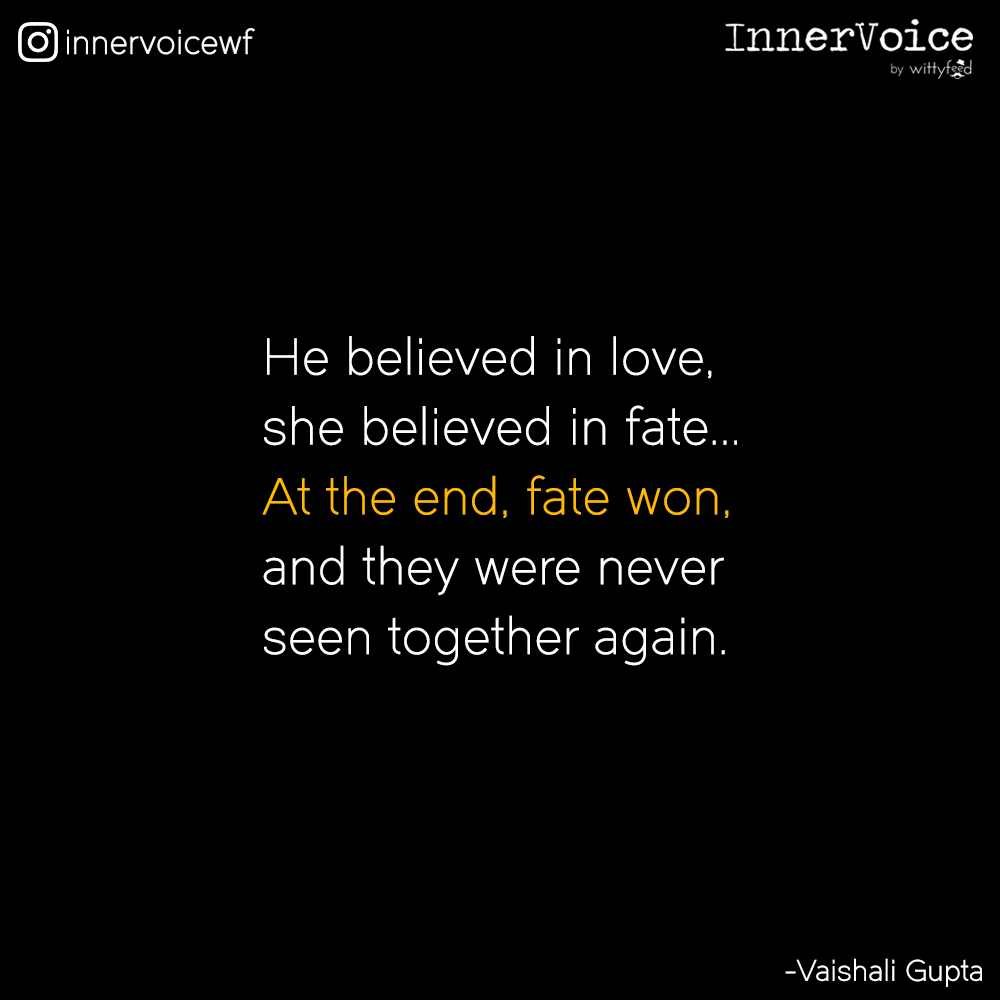 innervoicewf
InnerVoice
by wittyfeed
He believed in love,
she believed in fate...
At the end, fate won,
and they were never
seen together again.
-Vaishali Gupta